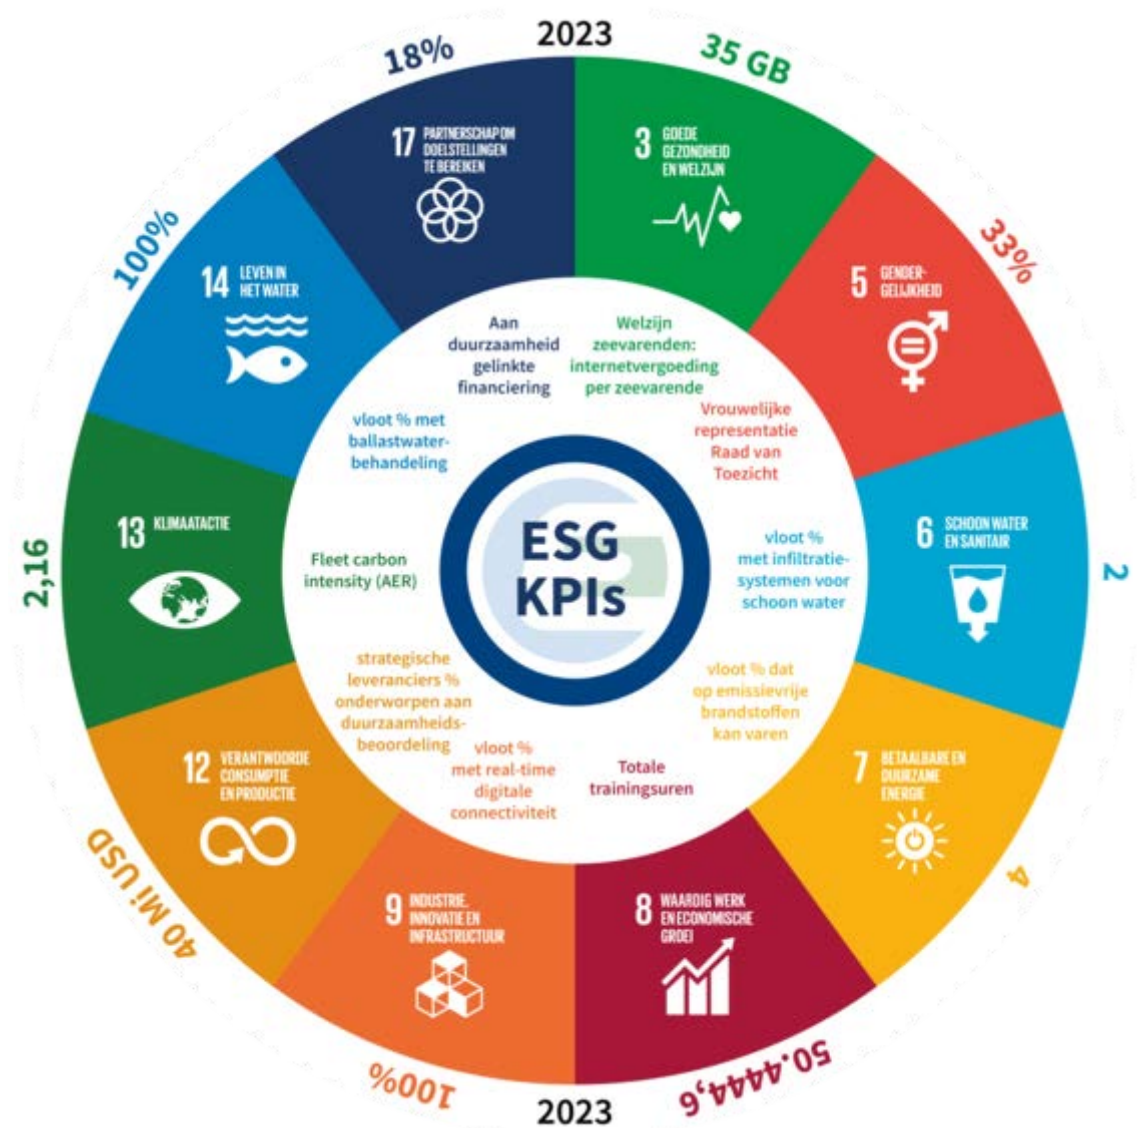 2023
35 GB
33%
2
4
50.4444,6
2023
100%
40 Mi USD
2,16
100%
18%
3 GOEDE
GEZONDHEID
EN WELZIJN
5 GENDER-
GELIJKHEID
6 SCHOON WATER
EN SANITAIR
7 BETAALBARE EN
DUURZAME
ENERGIE
8 WAARDIG WERK
EN ECONOMISCHE
GROEI
9 INDUSTRIE,
INNOVATIE EN
INFRASTRUCTUUR
12 VERANTWOORDE
CONSUMPTIE
EN PRODUCTIE
13 KLIMAATACTIE
14 LEVEN IN
HET WATER
17 PARTNERSCHAP OM
DOELSTELLINGEN
TE BEREIKEN
Welzijn
zeevarenden:
internetvergoeding
per zeevarende
Vrouwelijke
representatie
Raad van
Toezicht
vloot %
met infiltratie-
systemen voor
schoon water
vloot % dat
op emissievrije
brandstoffen
kan varen
Totale
trainingsuren
vloot %
met real-time
digitale
connectiviteit
strategische
leveranciers %
onderworpen aan
duurzaamheids-
beoordeling
Fleet carbon
intensity (AER)
vloot % met
ballastwater-
behandeling
Aan
duurzaamheid
gelinkte
financiering
ESG
KPIs